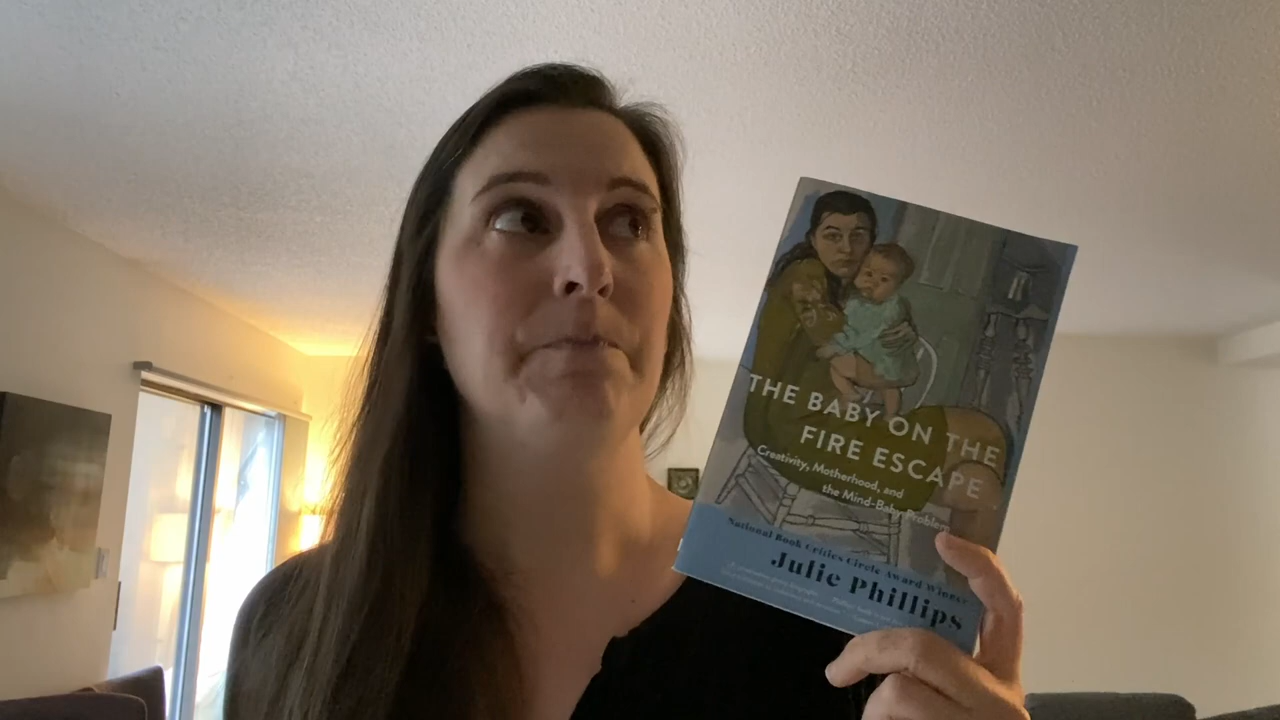 THE BABY ON THE
FIRE ESCAPE
Creativity, Motherhood, and
the Mind-Baby Problem
National Book Critics Circle Award Winner
Julie Phillips